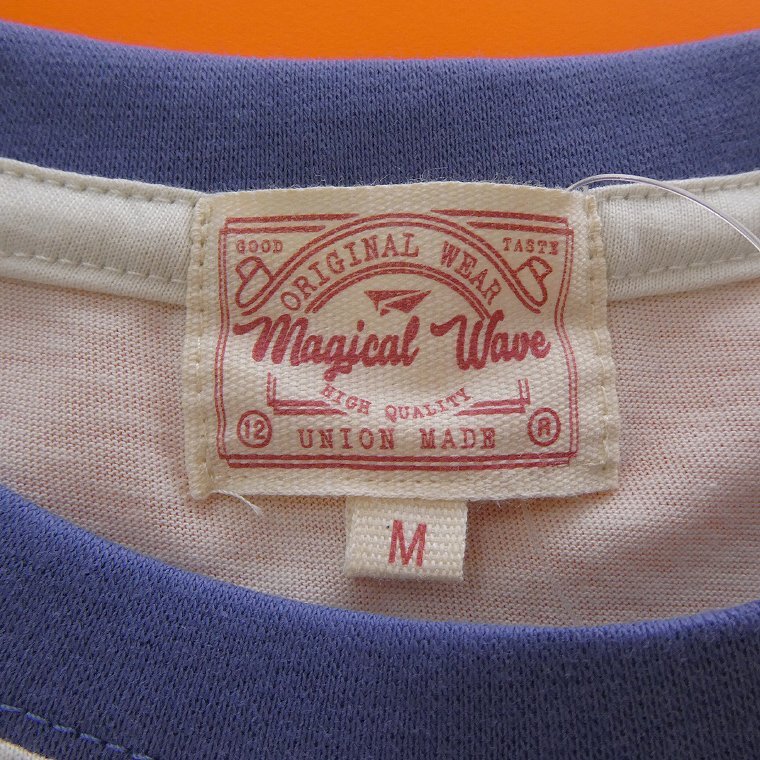 GOOD TASTE
ORIGINAL WEAR
Magical Wave
HIGH QUALITY
12 R
UNION MADE
M